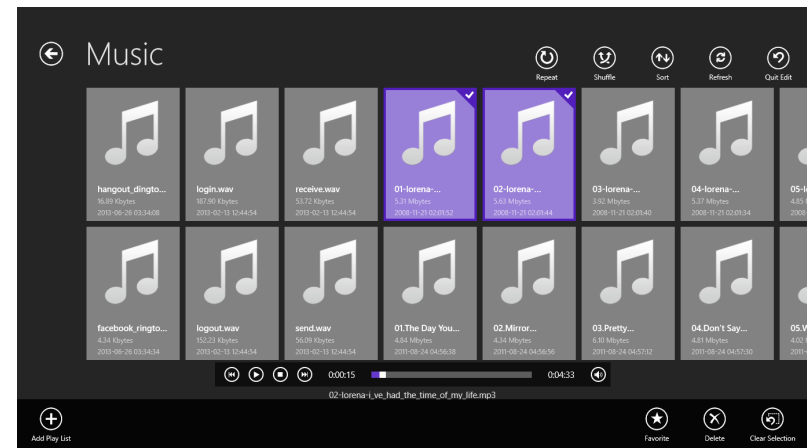 Music
Repeat
Shuffle
Sort
Refresh
Quit Edit
hangout_dingto...
16.89 Kbytes
2013-06-26 03:34:08
login.wav
187.90 Kbytes
2013-02-13 12:44:54
receive.wav
53.72 Kbytes
2013-02-13 12:44:54
01-lorena-...
5.31 Mbytes
2008-11-21 02:01:52
02-lorena-...
5.63 Mbytes
2008-11-21 02:01:44
03-lorena-...
3.92 Mbytes
2008-11-21 02:01:40
04-lorena-...
5.37 Mbytes
2008-11-21 02:01:34
05-l
4.85
2008
facebook_ringto...
4.34 Kbytes
2013-06-26 03:34:34
logout.wav
152.23 Kbytes
2013-02-13 12:44:54
send.wav
56.09 Kbytes
2013-02-13 12:44:54
01.The Day You...
4.84 Mbytes
2011-08-24 04:56:38
02.Mirror...
4.34 Mbytes
2011-08-24 04:56:56
03.Pretty...
6.10 Mbytes
2011-08-24 04:57:12
04.Don't Say...
4.81 Mbytes
2011-08-24 04:57:30
05.W
4.02
2011-
0:00:15
0:04:33
02-lorena-i_ve_had_the_time_of_my_life.mp3
Add Play List
Favorite
Delete
Clear Selection